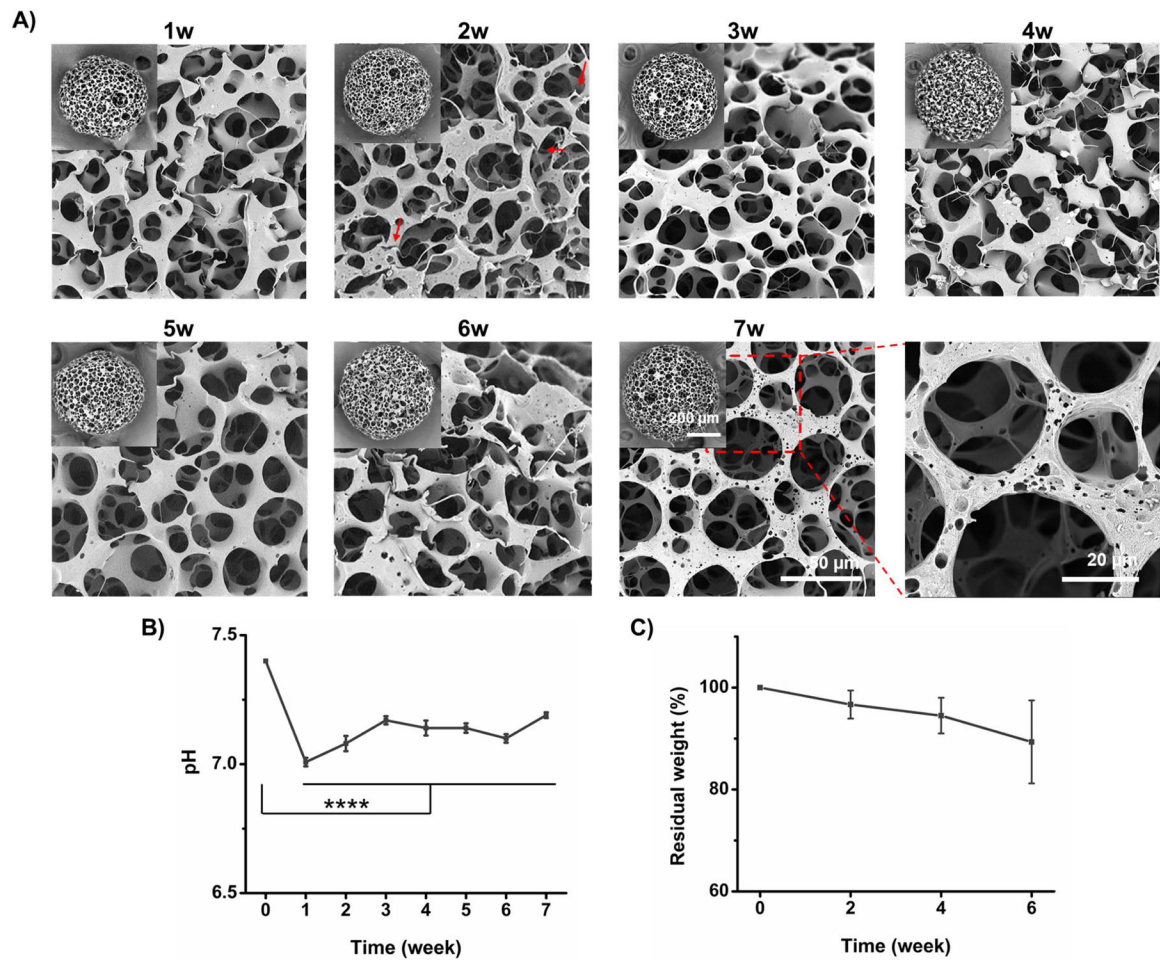 A)
1w
2w
3w
4w
5w
6w
7w
200 µm
50 µm
20 µm
B)
7.5
7.0
6.5
pH
****
0 1 2 3 4 5 6 7
Time (week)
C)
100
80
60
Residual weight (%)
0 2 4 6
Time (week)